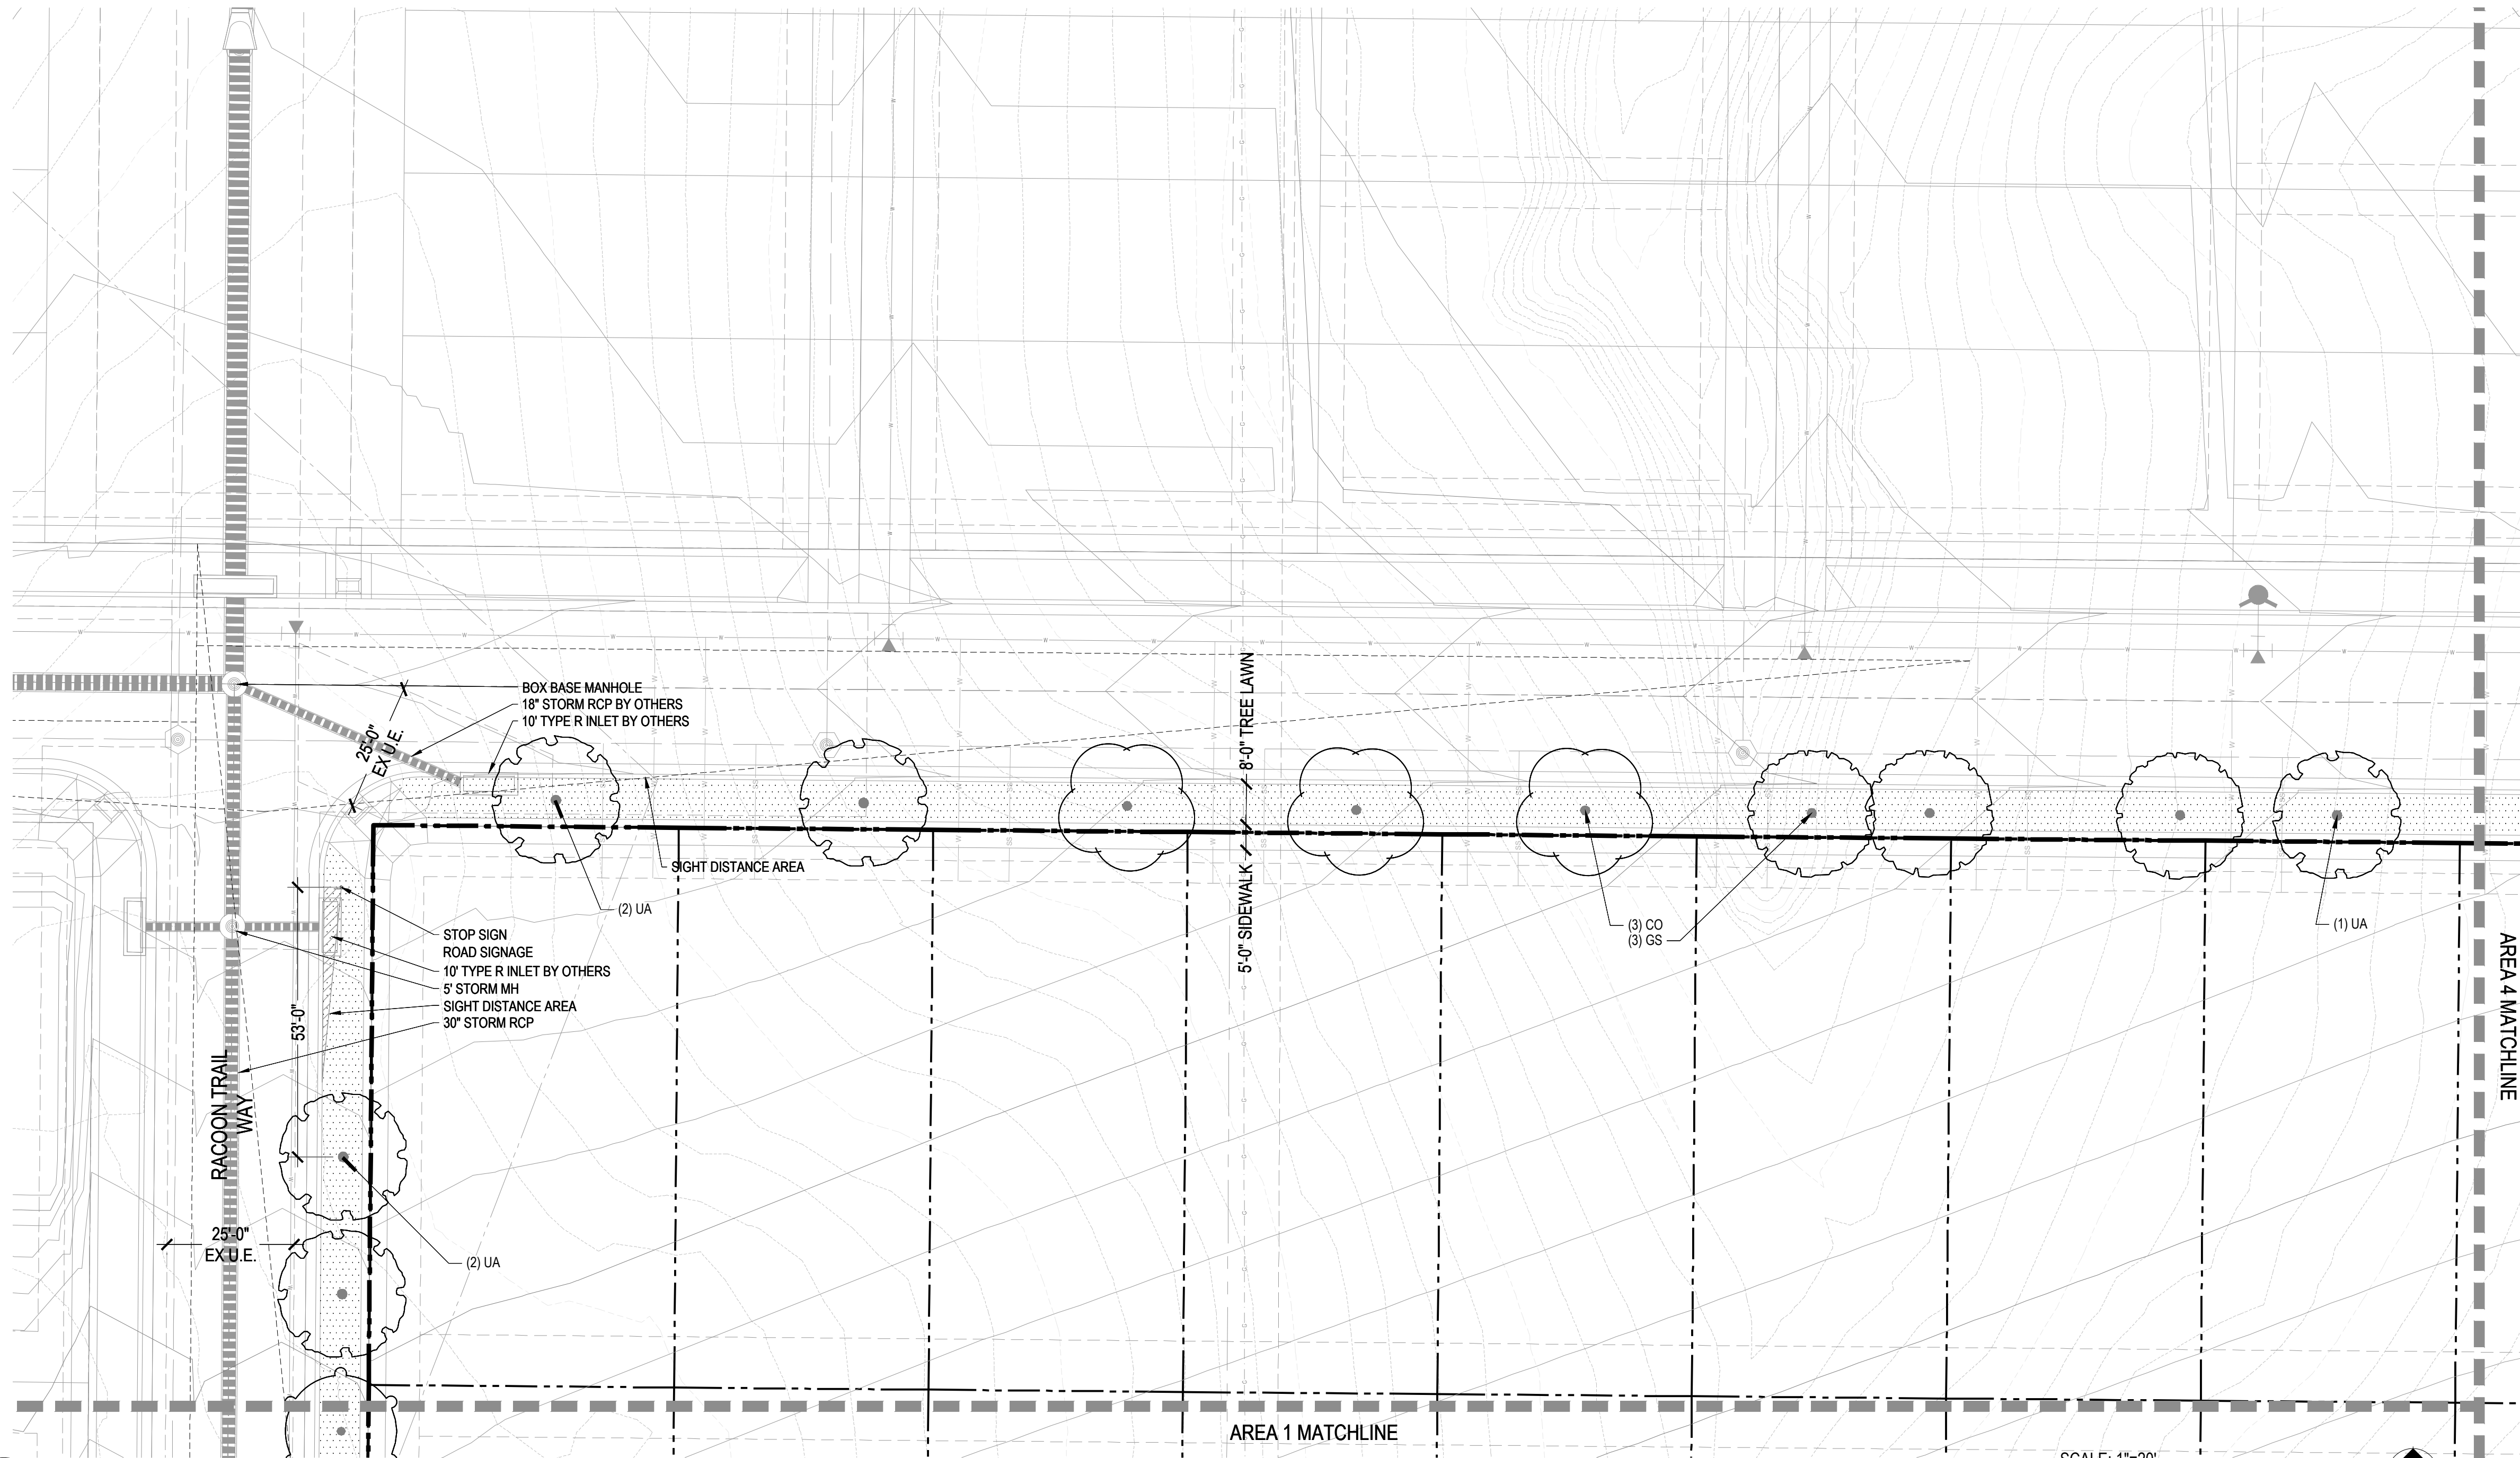 BOX BASE MANHOLE
18" STORM RCP BY OTHERS
10' TYPE R INLET BY OTHERS
25'-0"
EX U.E.
8'-0" TREE LAWN
SIGHT DISTANCE AREA
(2) UA
5'-0" SIDEWALK
(3) CO
(3) GS
(1) UA
STOP SIGN
ROAD SIGNAGE
10' TYPE R INLET BY OTHERS
5' STORM MH
SIGHT DISTANCE AREA
30" STORM RCP
53'-0"
RACOON TRAIL
WAY
25'-0"
EX U.E.
(2) UA
AREA 4 MATCHLINE
AREA 1 MATCHLINE
SCALE: 1"=20'